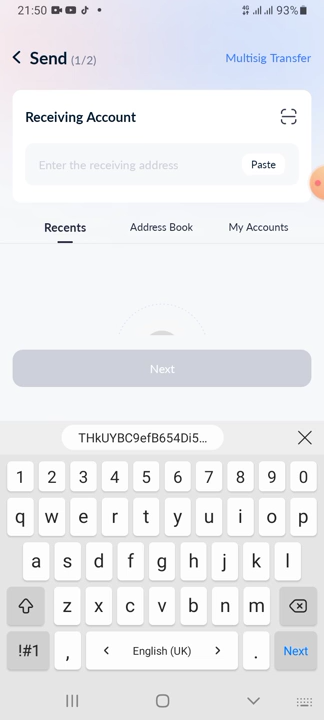 21:50
4G 93%
Send (1/2) Multisig Transfer
Receiving Account
Enter the receiving address Paste
Recents Address Book My Accounts
Next
THkUYBC9efB654Di5...
1 2 3 4 5 6 7 8 9 0
q w e r t y u i o p
a s d f g h j k l
z x c v b n m
!#1 , < English (UK) > . Next